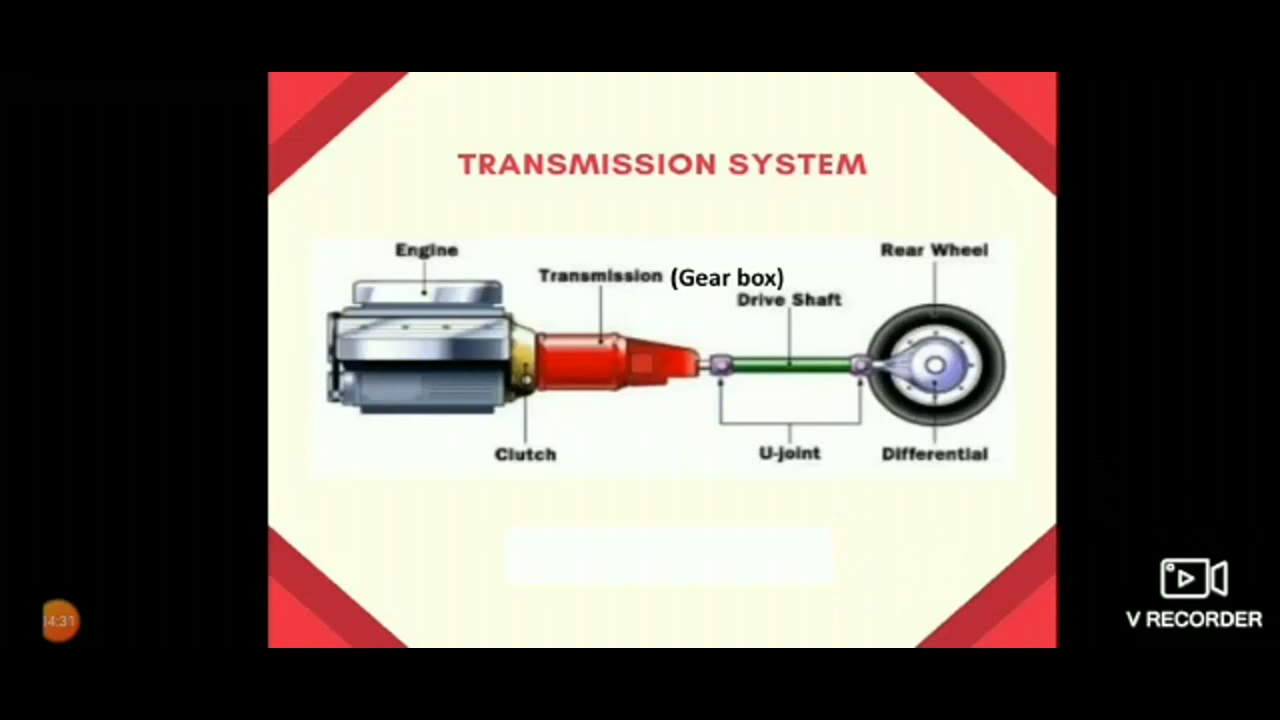 TRANSMISSION SYSTEM
Engine
Rear Wheel
Transmission (Gear box)
Drive Shaft
Clutch
U-joint
Differential
V RECORDER